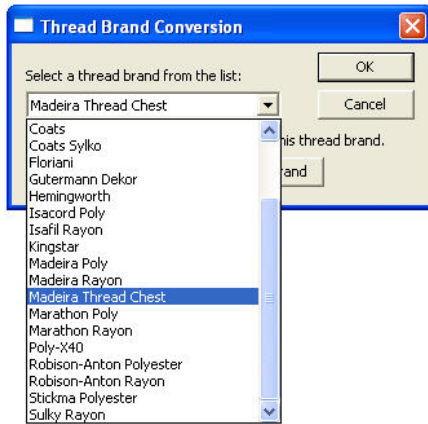 Thread Brand Conversion
Select a thread brand from the list:
OK
Madeira Thread Chest
Cancel
Coats
Coats Sylko
Floriani
Gutermann Dekor
Hemingworth
Isacord Poly
Isafil Rayon
Kingstar
Madeira Poly
Madeira Rayon
Madeira Thread Chest
Marathon Poly
Marathon Rayon
Poly-X40
Robison-Anton Polyester
Robison-Anton Rayon
Stickma Polyester
Sulky Rayon
this thread brand.